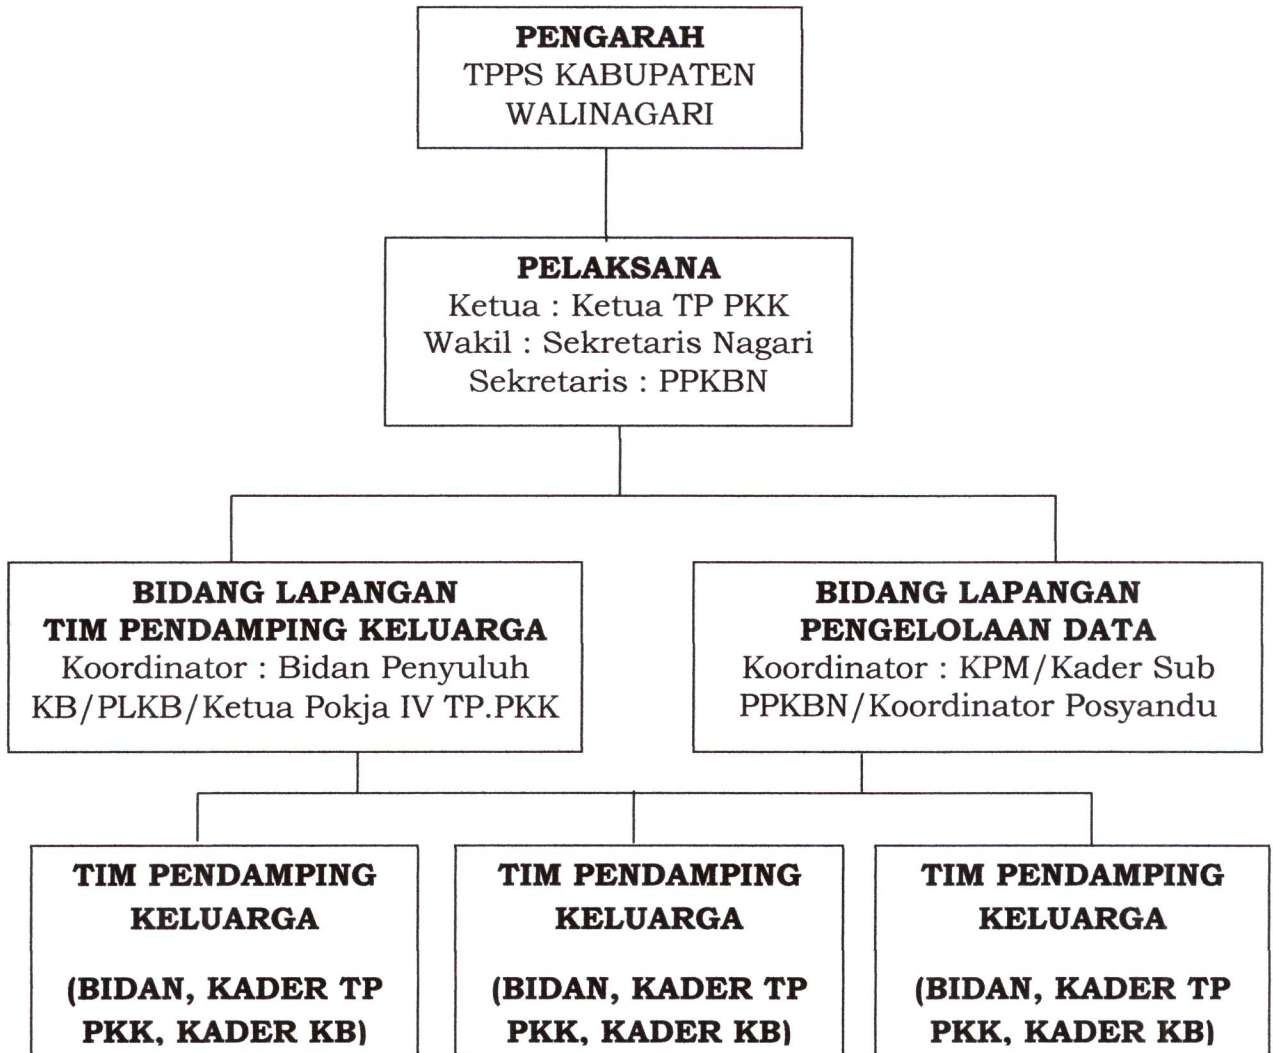 PENGARAH
TPPS KABUPATEN
WALINAGARI
PELAKSANA
Ketua : Ketua TP PKK
Wakil : Sekretaris Nagari
Sekretaris : PPKBN
BIDANG LAPANGAN
TIM PENDAMPING KELUARGA
Koordinator : Bidan Penyuluh
KB/PLKB/Ketua Pokja IV TP.PKK
BIDANG LAPANGAN
PENGELOLAAN DATA
Koordinator : KPM/Kader Sub
PPKBN/Koordinator Posyandu
TIM PENDAMPING
KELUARGA
(BIDAN, KADER TP
PKK, KADER KB)
TIM PENDAMPING
KELUARGA
(BIDAN, KADER TP
PKK, KADER KB)
TIM PENDAMPING
KELUARGA
(BIDAN, KADER TP
PKK, KADER KB)